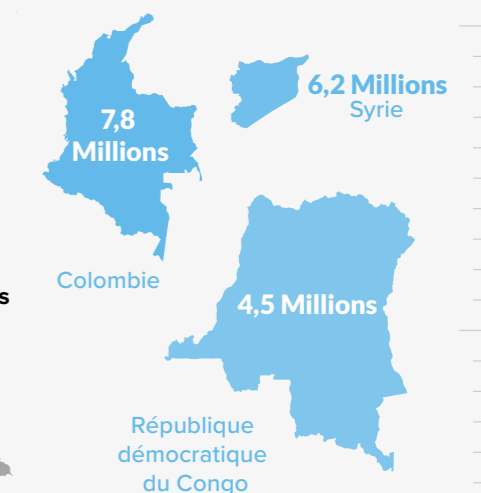 7,8
Millions
6,2 Millions
Syrie
Colombie
s
4,5 Millions
République
démocratique
du Congo